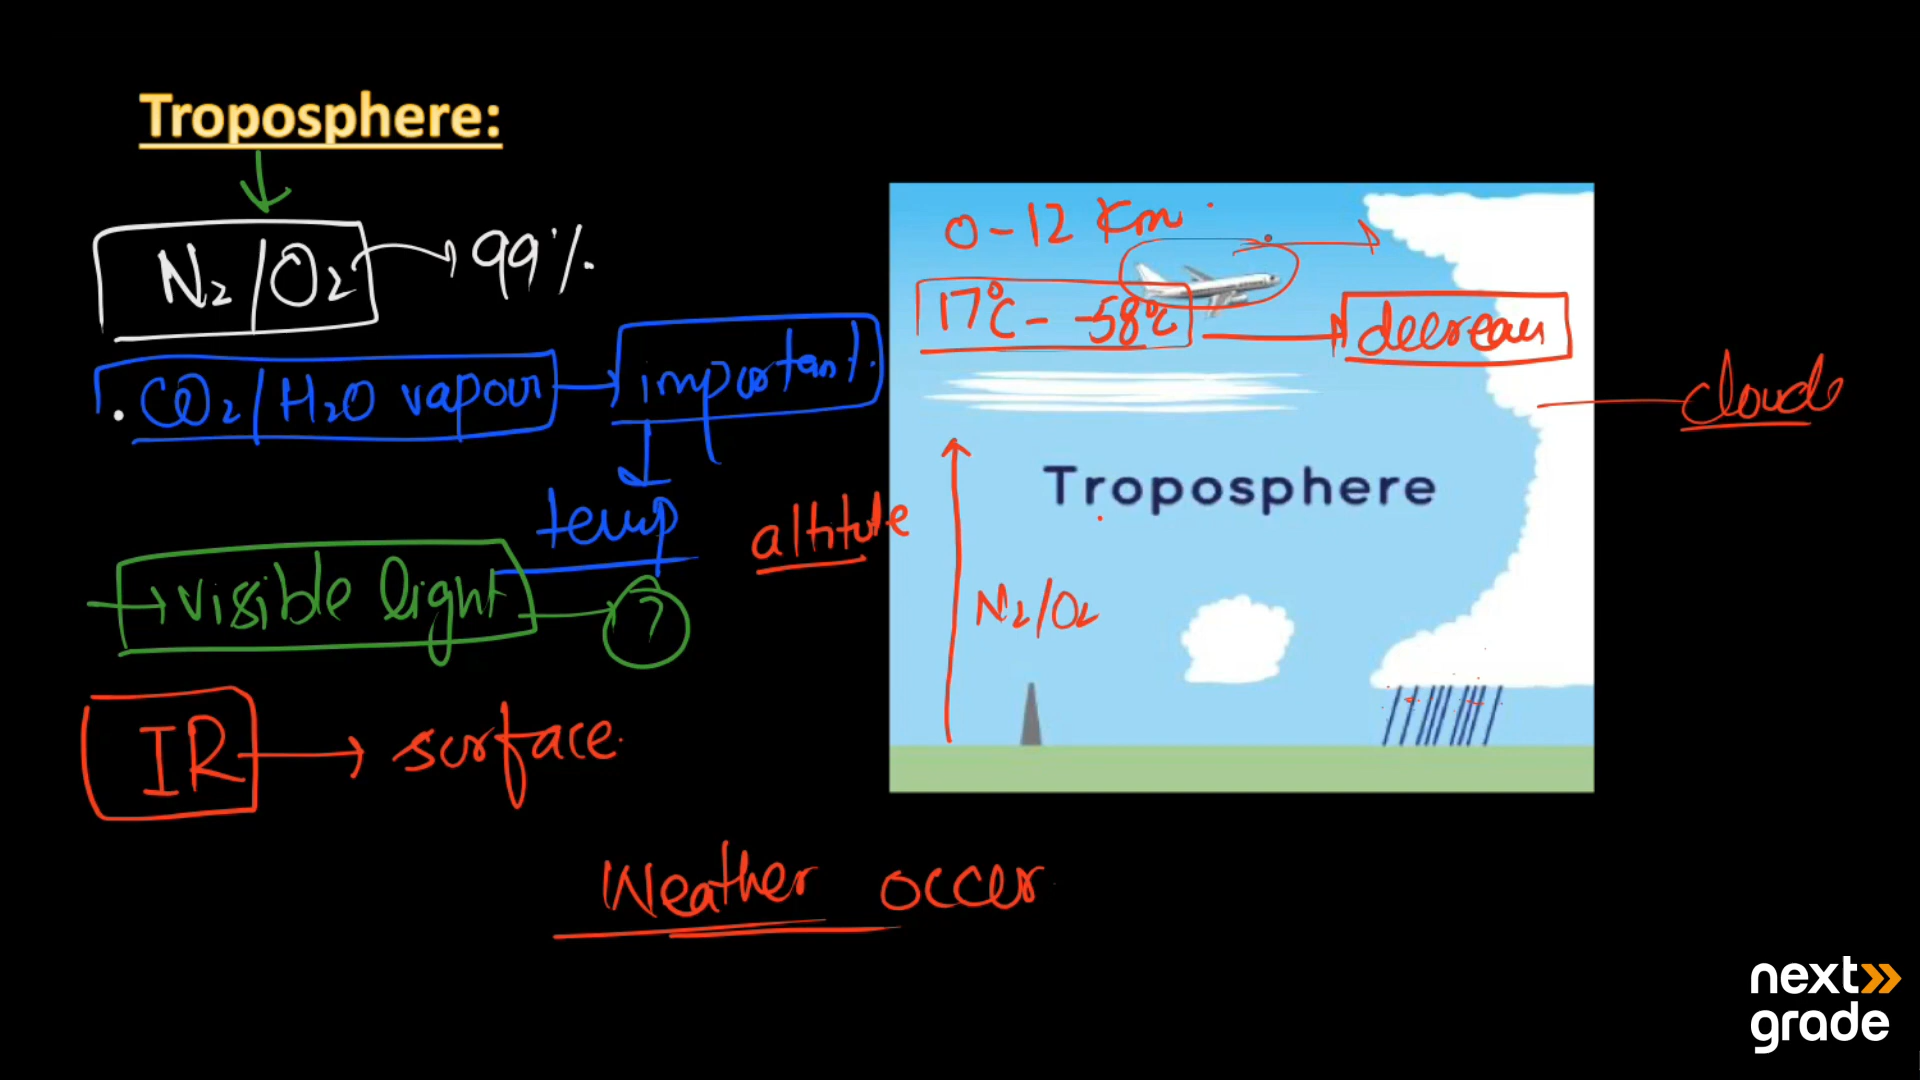 Troposphere:
N₂/O₂ → 99%.
CO₂/H₂O vapour → important.
temp
→ visible light → ?
IR → surface.
altitude
0-12 Km.
17°C - -58°C → decrease
clouds
Troposphere
N₂/O₂
Weather occur
next
grade